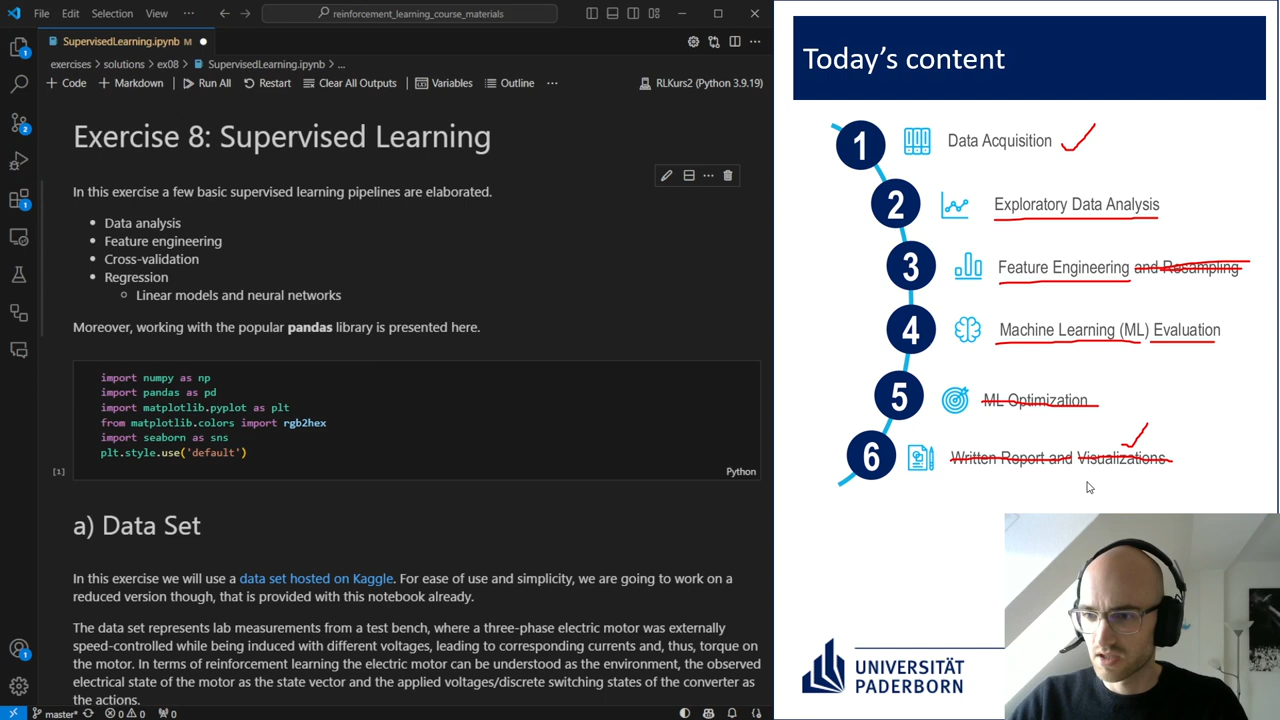 File
Edit
Selection
View
···
reinforcement_learning_course_materials
SupervisedLearning.ipynb M
exercises > solutions > ex08 > SupervisedLearning.ipynb > ...
+ Code
+ Markdown
Run All
Restart
Clear All Outputs
Variables
Outline
···
RLKurs2 (Python 3.9.19)
Exercise 8: Supervised Learning
In this exercise a few basic supervised learning pipelines are elaborated.
• Data analysis
• Feature engineering
• Cross-validation
• Regression
○ Linear models and neural networks
Moreover, working with the popular pandas library is presented here.
import numpy as np
import pandas as pd
import matplotlib.pyplot as plt
from matplotlib.colors import rgb2hex
import seaborn as sns
plt.style.use('default')
[1]
Python
a) Data Set
In this exercise we will use a data set hosted on Kaggle. For ease of use and simplicity, we are going to work on a
reduced version though, that is provided with this notebook already.
The data set represents lab measurements from a test bench, where a three-phase electric motor was externally
speed-controlled while being induced with different voltages, leading to corresponding currents and, thus, torque on
the motor. In terms of reinforcement learning the electric motor can be understood as the environment, the observed
electrical state of the motor as the state vector and the applied voltages/discrete switching states of the converter as
the actions.
master*
0
0
0
1
2
1
1
Today's content
1 Data Acquisition
2 Exploratory Data Analysis
3 Feature Engineering and Resampling
4 Machine Learning (ML) Evaluation
5 ML Optimization
6 Written Report and Visualizations
UNIVERSITÄT
PADERBORN